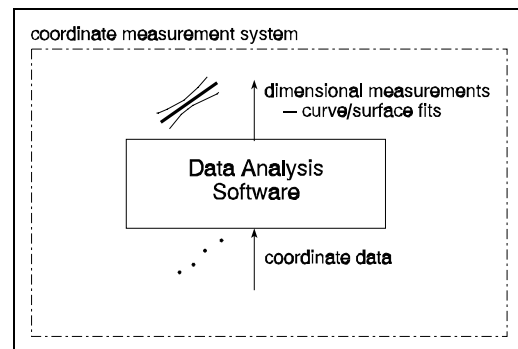 coordinate measurement system
dimensional measurements
— curve/surface fits
Data Analysis
Software
coordinate data